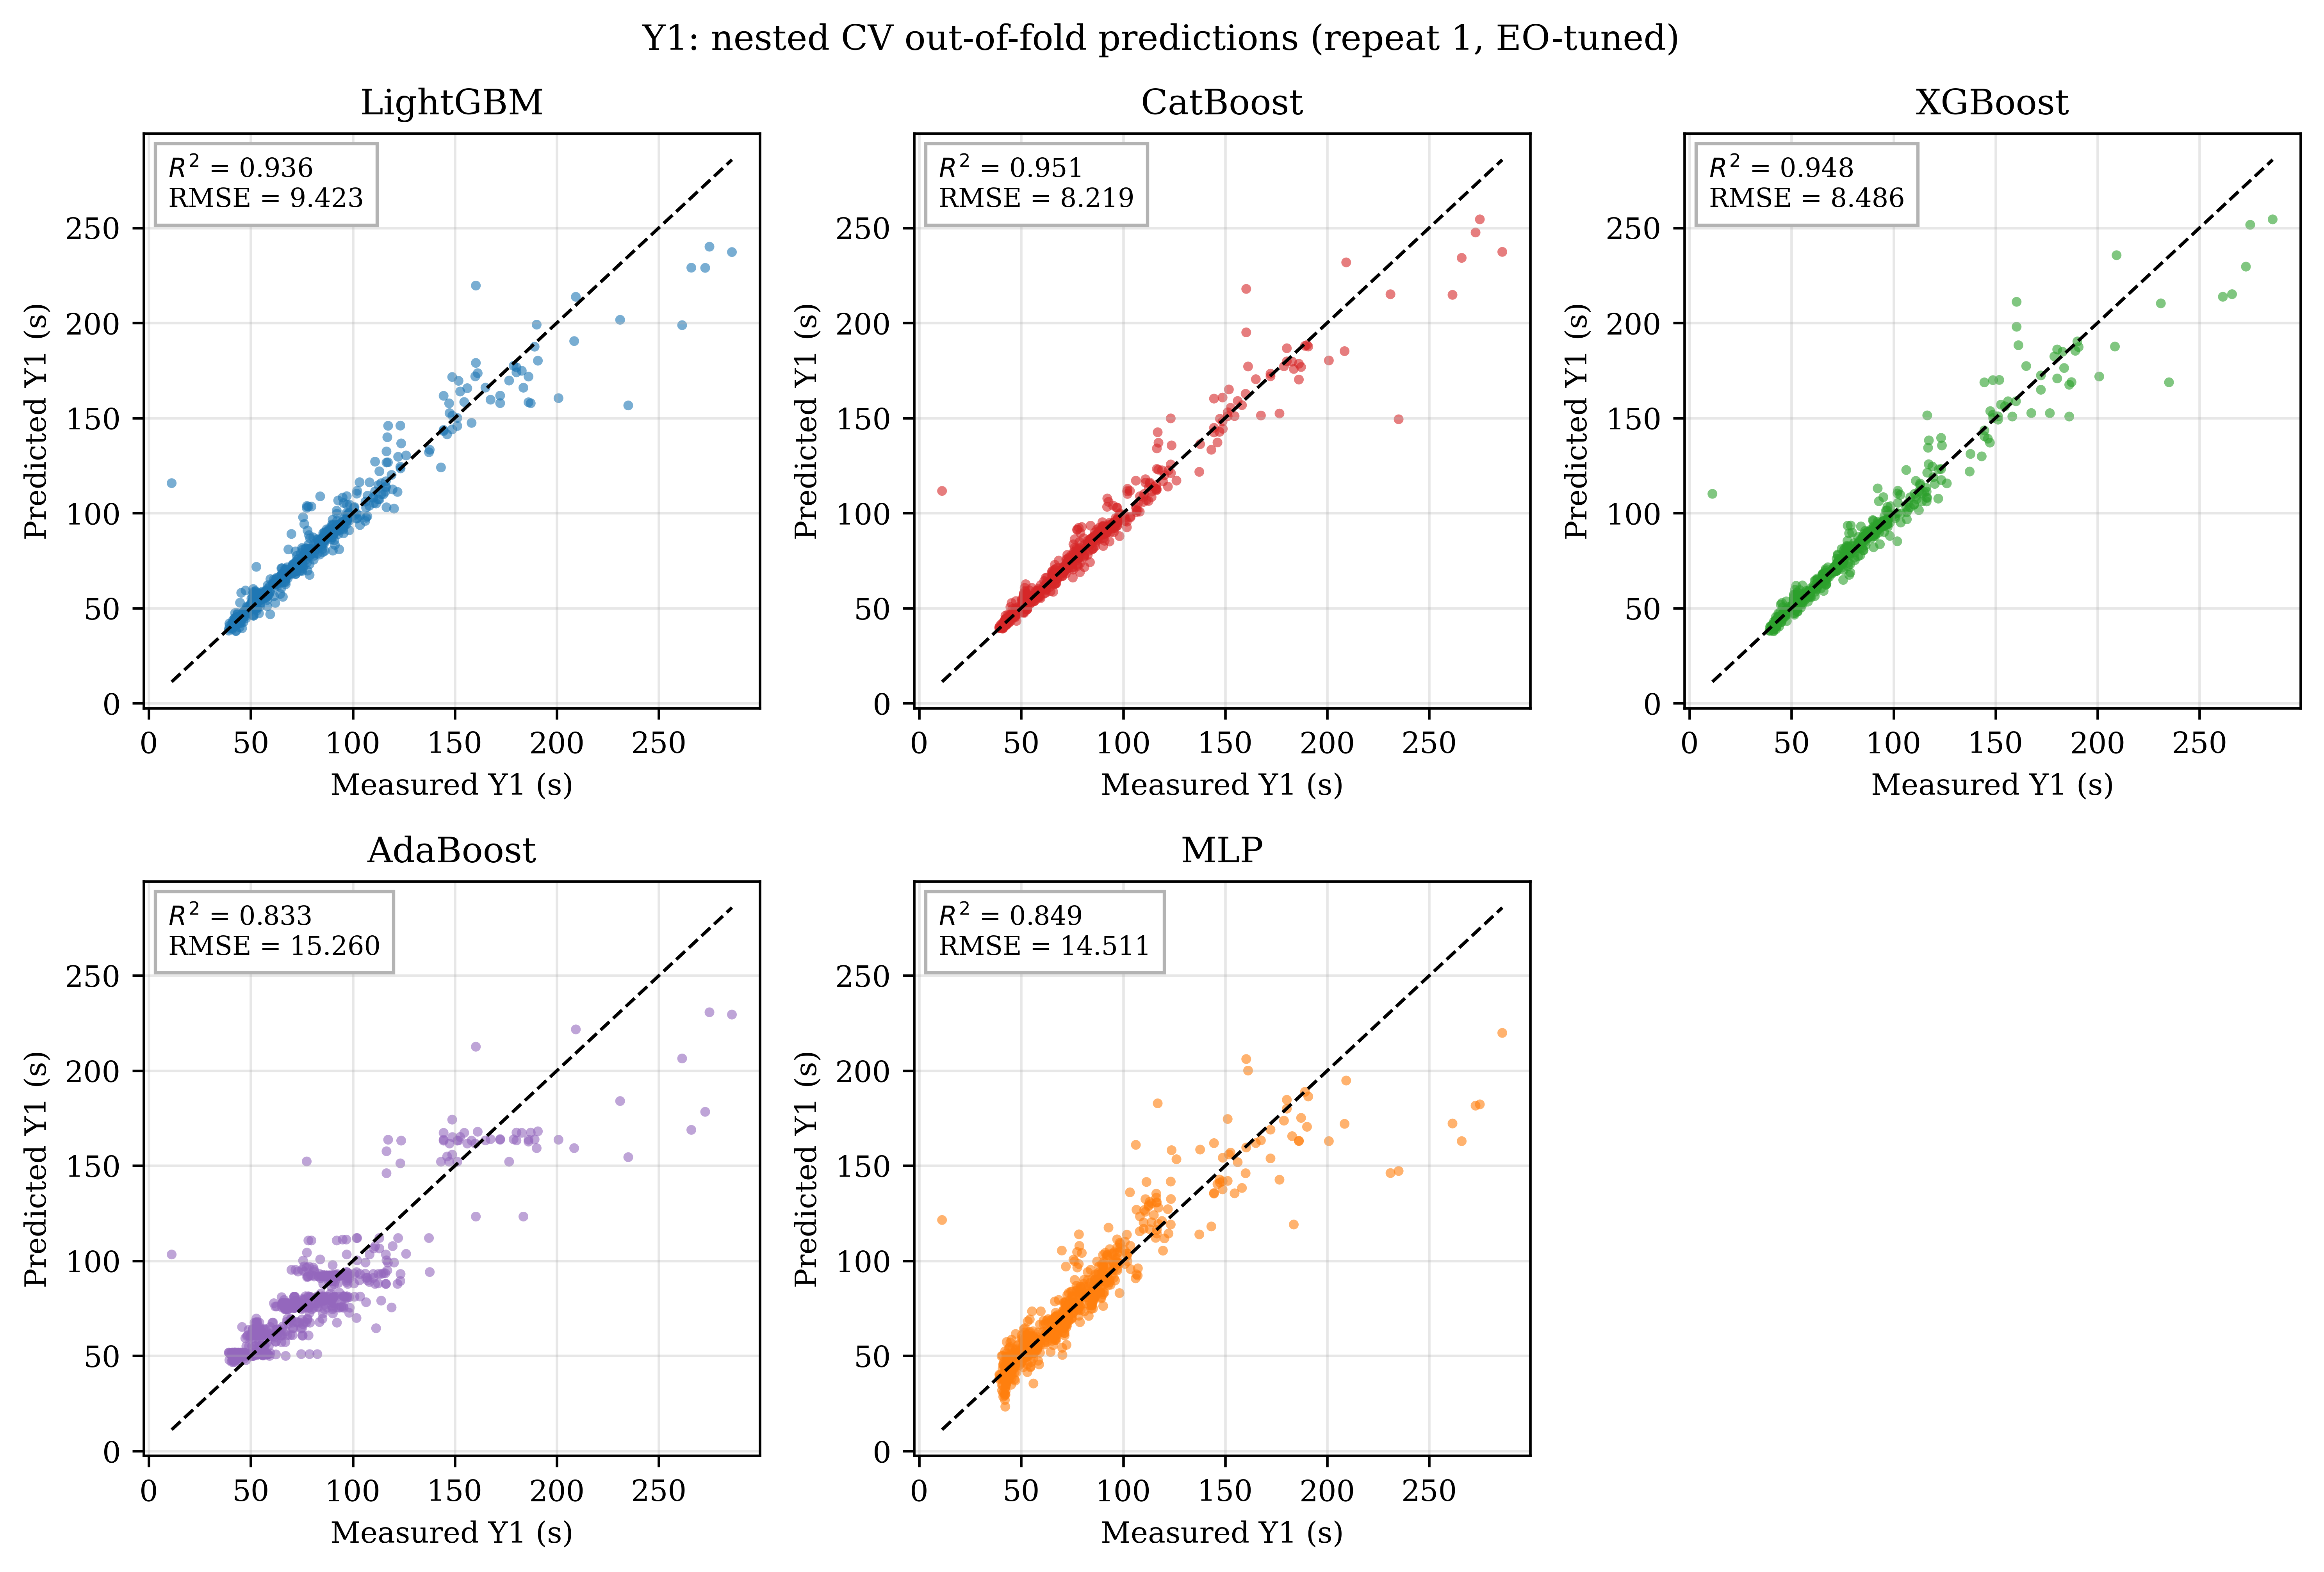 Y1: nested CV out-of-fold predictions (repeat 1, EO-tuned)
LightGBM
R² = 0.936
RMSE = 9.423
Predicted Y1 (s)
250
200
150
100
50
0
0 50 100 150 200 250
Measured Y1 (s)
CatBoost
R² = 0.951
RMSE = 8.219
Predicted Y1 (s)
250
200
150
100
50
0
0 50 100 150 200 250
Measured Y1 (s)
XGBoost
R² = 0.948
RMSE = 8.486
Predicted Y1 (s)
250
200
150
100
50
0
0 50 100 150 200 250
Measured Y1 (s)
AdaBoost
R² = 0.833
RMSE = 15.260
Predicted Y1 (s)
250
200
150
100
50
0
0 50 100 150 200 250
Measured Y1 (s)
MLP
R² = 0.849
RMSE = 14.511
Predicted Y1 (s)
250
200
150
100
50
0
0 50 100 150 200 250
Measured Y1 (s)